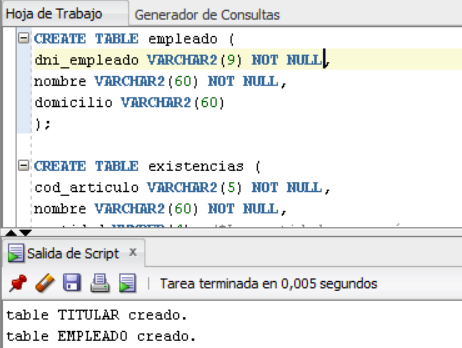 Hoja de Trabajo Generador de Consultas
CREATE TABLE empleado (
dni_empleado VARCHAR2(9) NOT NULL,
nombre VARCHAR2(60) NOT NULL,
domicilio VARCHAR2(60)
);
CREATE TABLE existencias (
cod_articulo VARCHAR2(5) NOT NULL,
nombre VARCHAR2(60) NOT NULL,
Salida de Script x
Tarea terminada en 0,005 segundos
table TITULAR creado.
table EMPLEADO creado.